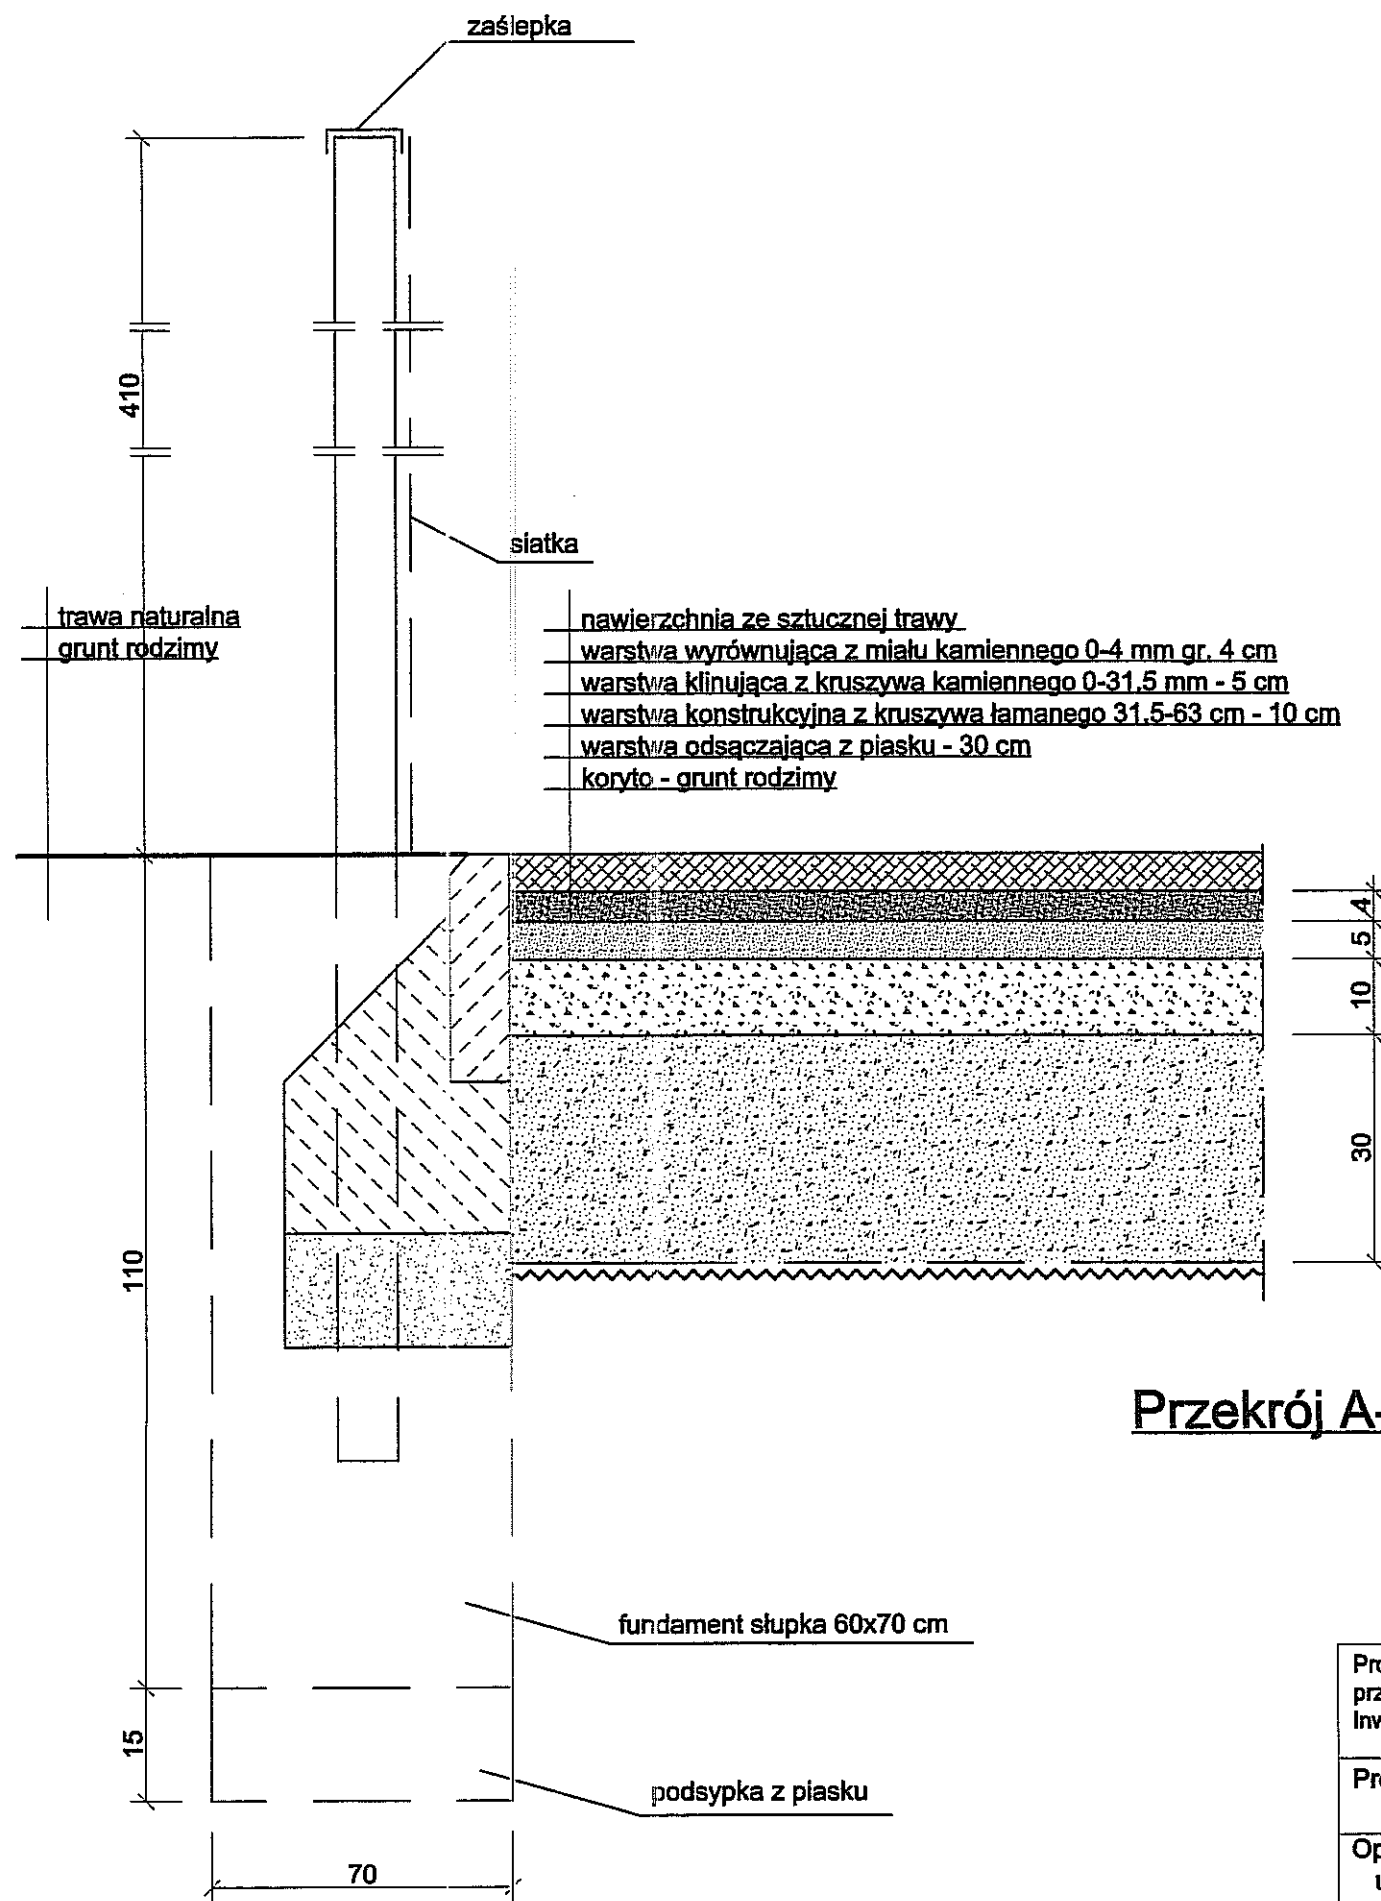 zaślepka
410
siatka
trawa naturalna
grunt rodzimy
nawierzchnia ze sztucznej trawy
warstwa wyrównująca z miału kamiennego 0-4 mm gr. 4 cm
warstwa klinująca z kruszywa kamiennego 0-31,5 mm - 5 cm
warstwa konstrukcyjna z kruszywa łamanego 31,5-63 cm - 10 cm
warstwa odsączająca z piasku - 30 cm
koryto - grunt rodzimy
4
5
10
30
110
Przekrój A-
fundament słupka 60x70 cm
15
podsypka z piasku
70